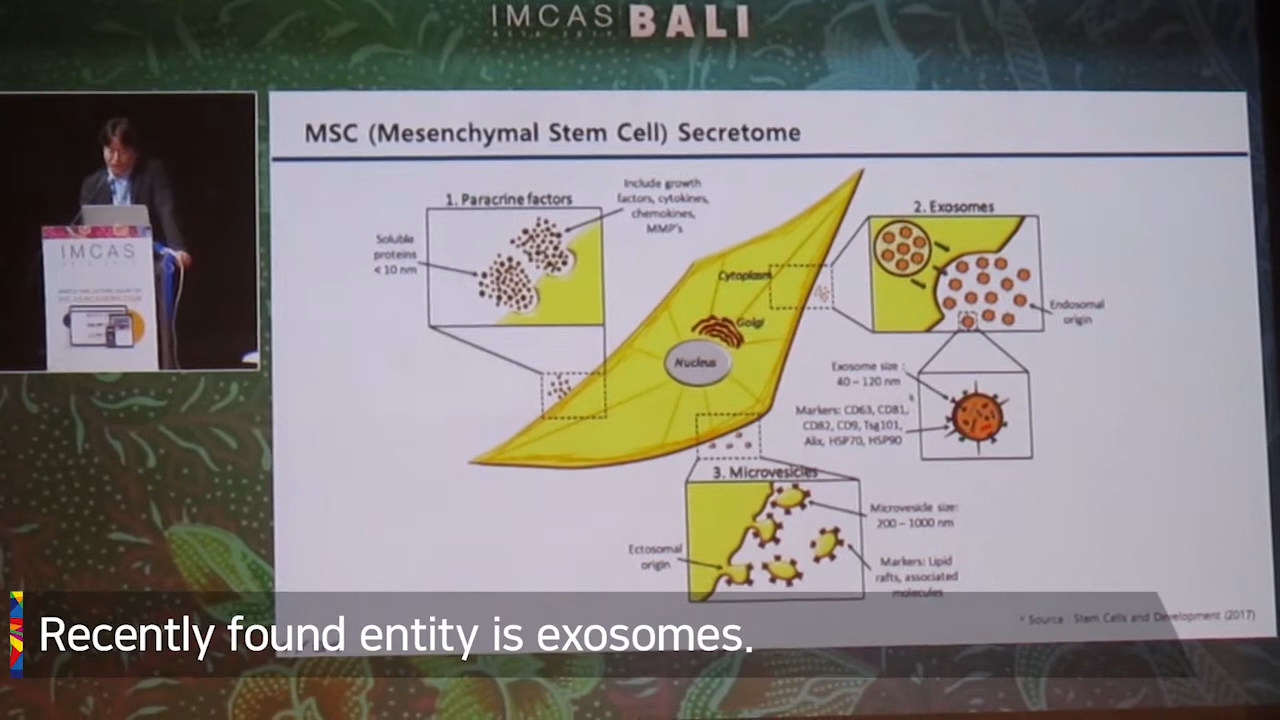 IMCAS BALI
MSC (Mesenchymal Stem Cell) Secretome
1. Paracrine factors
Include growth
factors, cytokines,
chemokines,
MMP's
Soluble
proteins
< 10 nm
2. Exosomes
Cytoplasm
Golgi
Nucleus
Endosomal
origin
Exosome size :
40 – 120 nm
Markers: CD63, CD81,
CD82, CD9, Tsg101,
Alix, HSP70, HSP90
3. Microvesicles
Microvesicle size:
200 – 1000 nm
Ectosomal
origin
Markers: Lipid
rafts, associated
molecules
* Source : Stem Cells and Development (2017)
IMCAS
Recently found entity is exosomes.